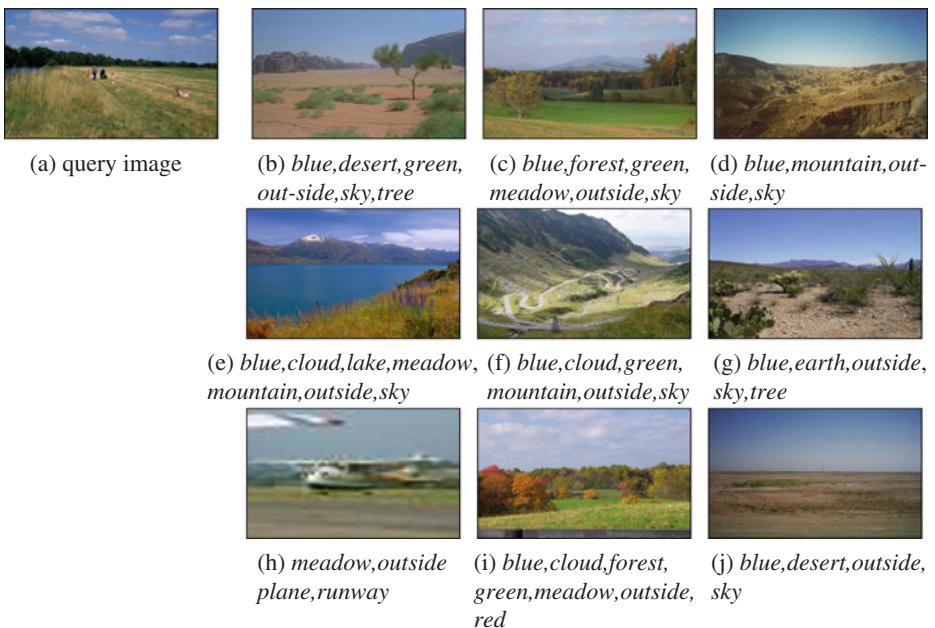 (a) query image
(b) blue,desert,green,
out-side,sky,tree
(c) blue,forest,green,
meadow,outside,sky
(d) blue,mountain,out-
side,sky
(e) blue,cloud,lake,meadow,
mountain,outside,sky
(f) blue,cloud,green,
mountain,outside,sky
(g) blue,earth,outside,
sky,tree
(h) meadow,outside
plane,runway
(i) blue,cloud,forest,
green,meadow,outside,
red
(j) blue,desert,outside,
sky